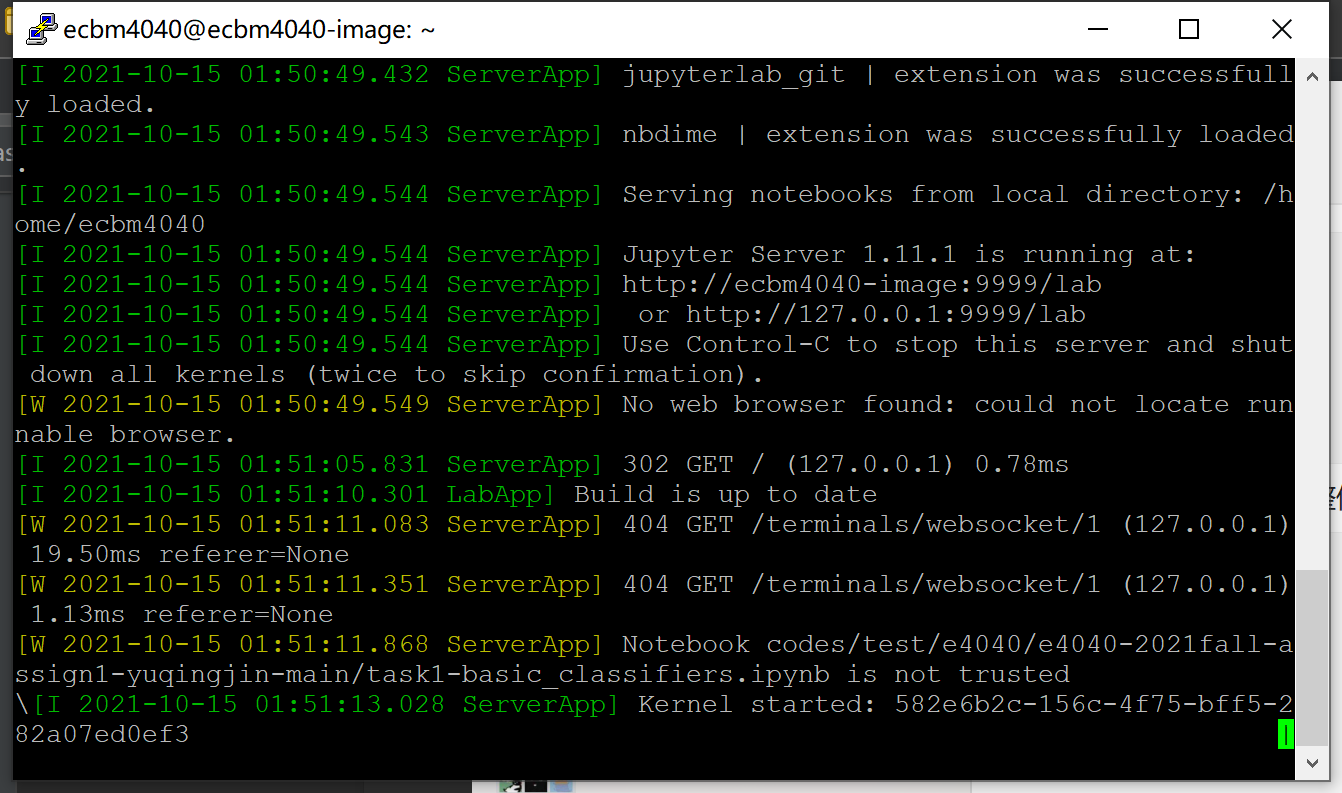 ecbm4040@ecbm4040-image: ~
[I 2021-10-15 01:50:49.432 ServerApp] jupyterlab_git | extension was successfull
y loaded.
[I 2021-10-15 01:50:49.543 ServerApp] nbdime | extension was successfully loaded
.
[I 2021-10-15 01:50:49.544 ServerApp] Serving notebooks from local directory: /h
ome/ecbm4040
[I 2021-10-15 01:50:49.544 ServerApp] Jupyter Server 1.11.1 is running at:
[I 2021-10-15 01:50:49.544 ServerApp] http://ecbm4040-image:9999/lab
[I 2021-10-15 01:50:49.544 ServerApp]  or http://127.0.0.1:9999/lab
[I 2021-10-15 01:50:49.544 ServerApp] Use Control-C to stop this server and shut
 down all kernels (twice to skip confirmation).
[W 2021-10-15 01:50:49.549 ServerApp] No web browser found: could not locate run
nable browser.
[I 2021-10-15 01:51:05.831 ServerApp] 302 GET / (127.0.0.1) 0.78ms
[I 2021-10-15 01:51:10.301 LabApp] Build is up to date
[W 2021-10-15 01:51:11.083 ServerApp] 404 GET /terminals/websocket/1 (127.0.0.1)
 19.50ms referer=None
[W 2021-10-15 01:51:11.351 ServerApp] 404 GET /terminals/websocket/1 (127.0.0.1)
 1.13ms referer=None
[W 2021-10-15 01:51:11.868 ServerApp] Notebook codes/test/e4040/e4040-2021fall-a
ssign1-yuqingjin-main/task1-basic_classifiers.ipynb is not trusted
\[I 2021-10-15 01:51:13.028 ServerApp] Kernel started: 582e6b2c-156c-4f75-bff5-2
82a07ed0ef3